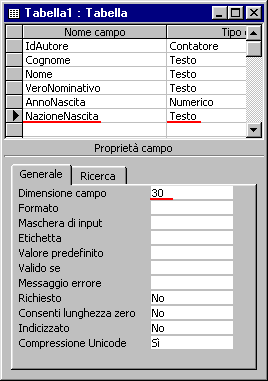 Tabella1 : Tabella
Nome campo Tipo
IdAutore Contatore
Cognome Testo
Nome Testo
VeroNominativo Testo
AnnoNascita Numerico
NazioneNascita Testo
Proprietà campo
Generale Ricerca
Dimensione campo 30
Formato
Maschera di input
Etichetta
Valore predefinito
Valido se
Messaggio errore
Richiesto No
Consenti lunghezza zero No
Indicizzato No
Compressione Unicode Sì